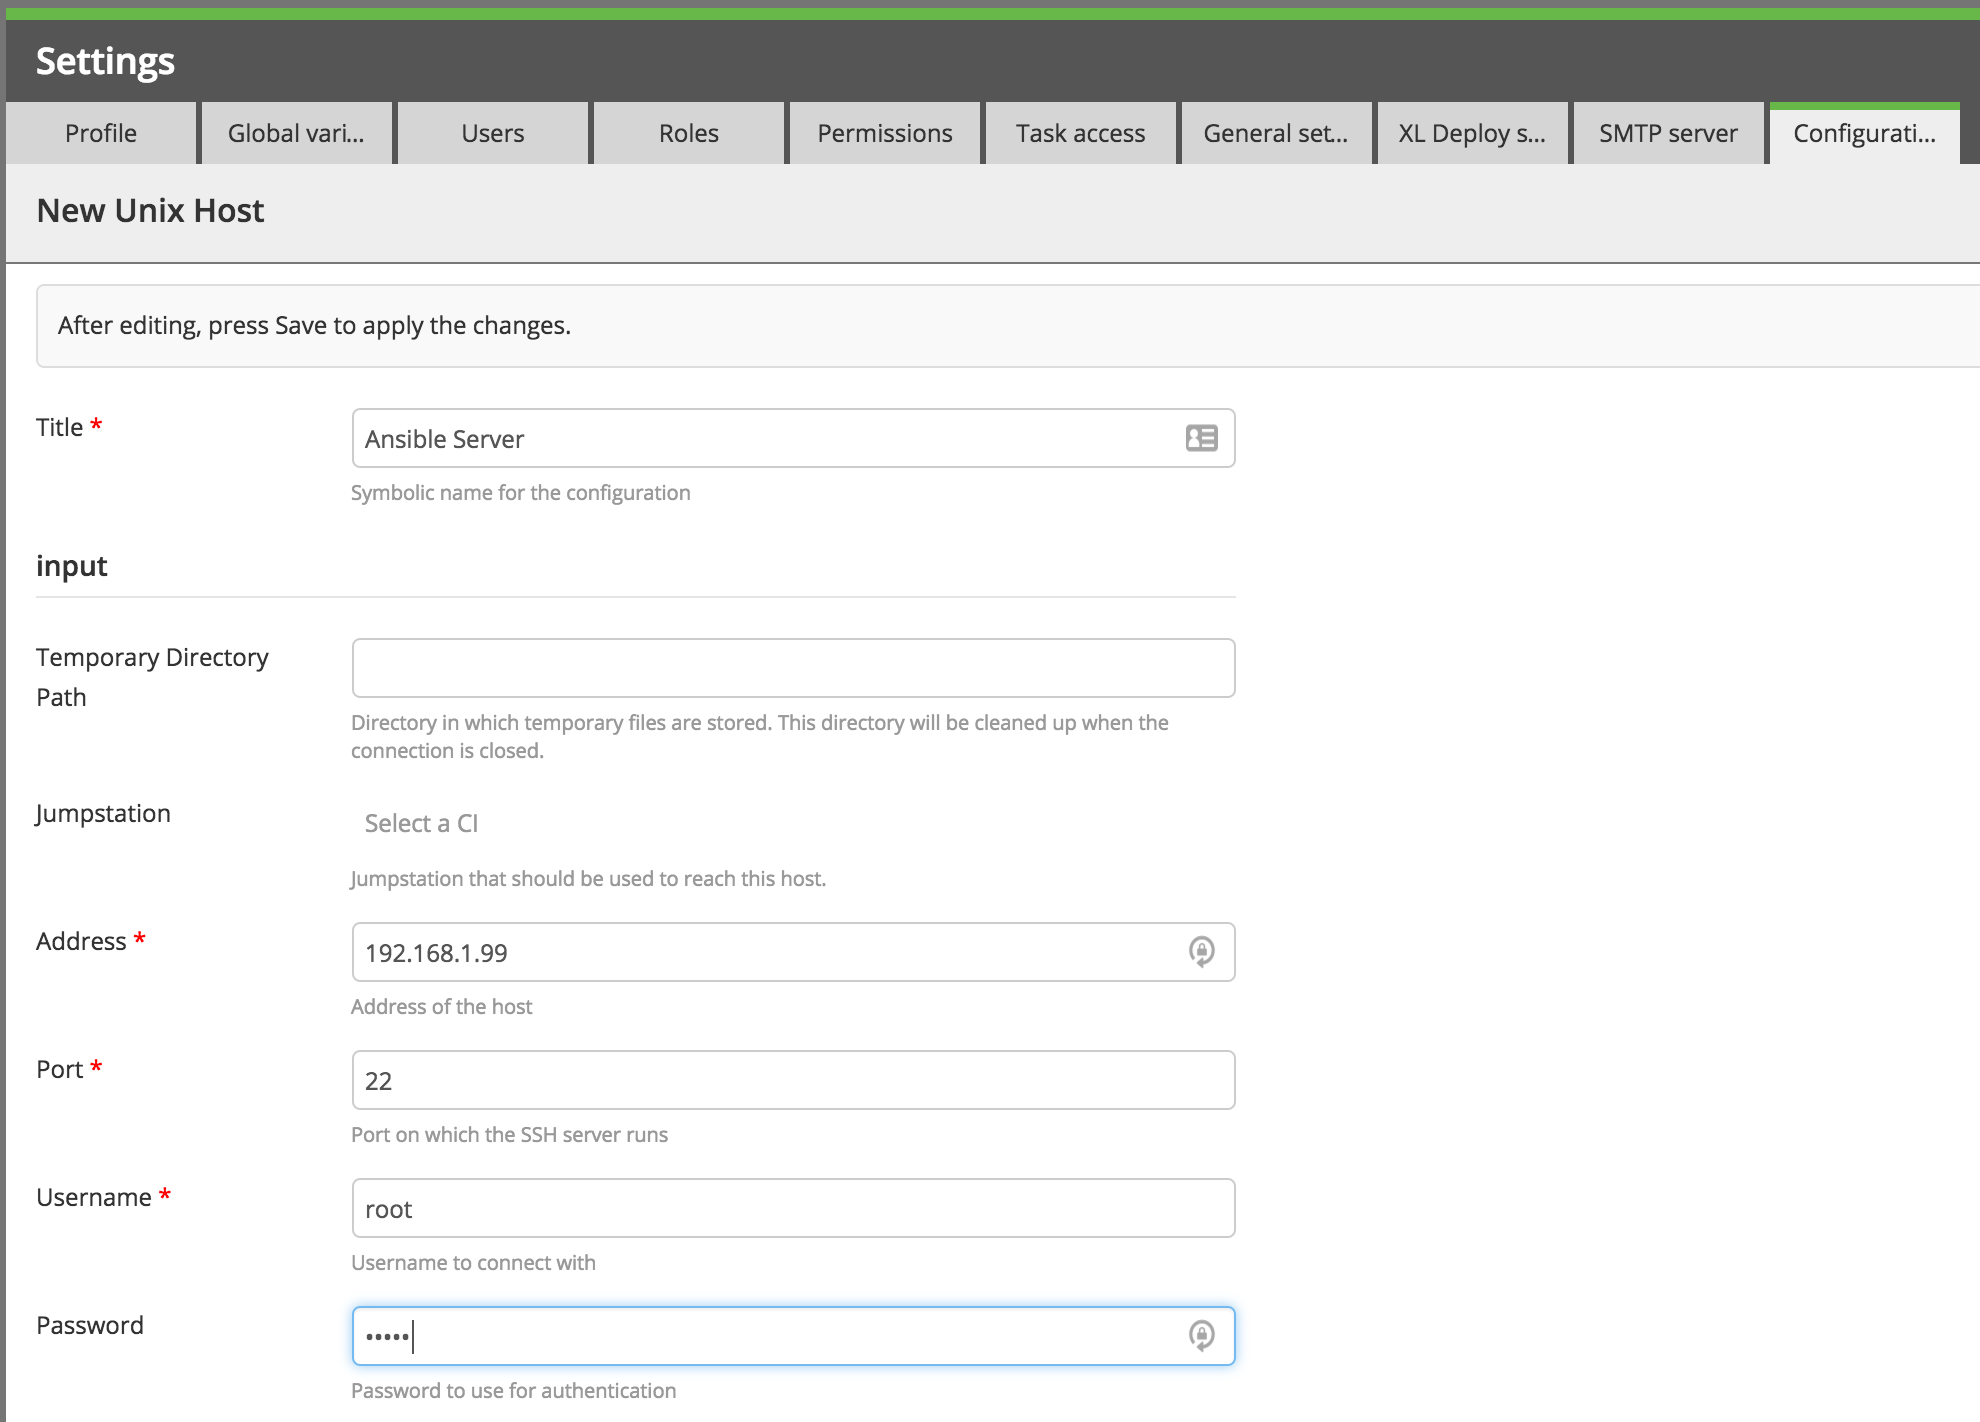 Settings
Profile
Global vari...
Users
Roles
Permissions
Task access
General set...
XL Deploy s...
SMTP server
Configurati...
New Unix Host
After editing, press Save to apply the changes.
Title *
Ansible Server
Symbolic name for the configuration
input
Temporary Directory
Path
Directory in which temporary files are stored. This directory will be cleaned up when the
connection is closed.
Jumpstation
Select a CI
Jumpstation that should be used to reach this host.
Address *
192.168.1.99
Address of the host
Port *
22
Port on which the SSH server runs
Username *
root
Username to connect with
Password
•••••
Password to use for authentication